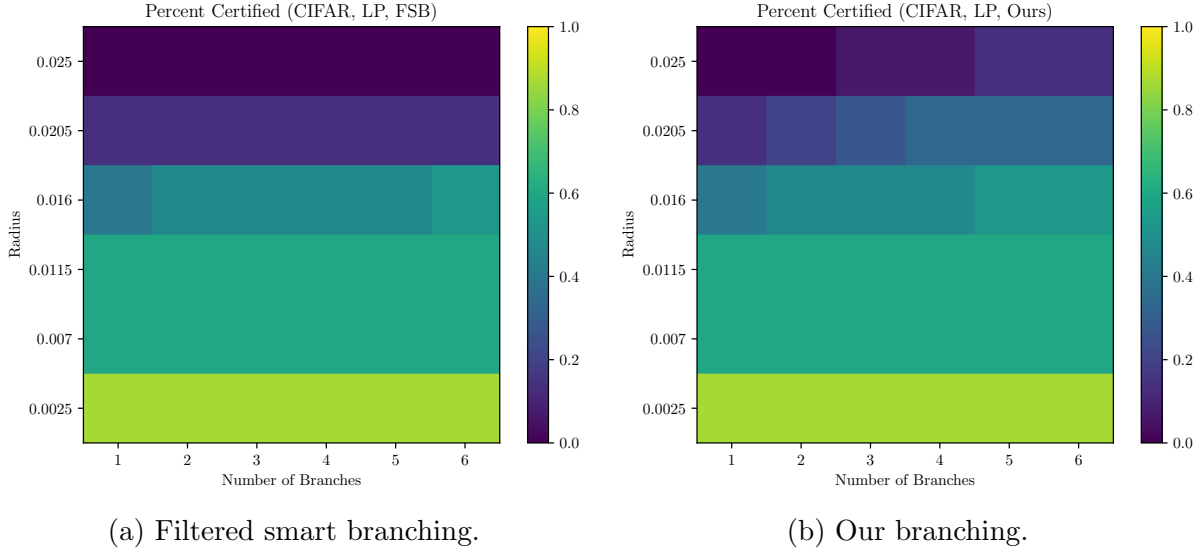 Percent Certified (CIFAR, LP, FSB)
Radius
0.025
0.0205
0.016
0.0115
0.007
0.0025
1 2 3 4 5 6
Number of Branches
1.0
0.8
0.6
0.4
0.2
0.0
(a) Filtered smart branching.
Percent Certified (CIFAR, LP, Ours)
Radius
0.025
0.0205
0.016
0.0115
0.007
0.0025
1 2 3 4 5 6
Number of Branches
1.0
0.8
0.6
0.4
0.2
0.0
(b) Our branching.